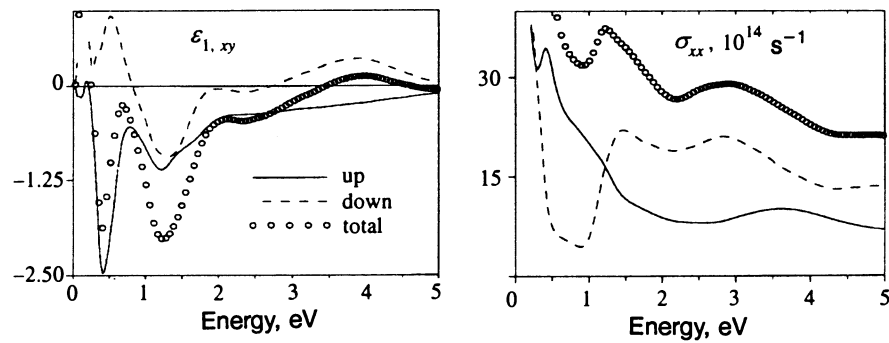 ε1, xy
0
−1.25
−2.50
up
down
total
0 1 2 3 4 5
Energy, eV
σxx, 10^14 s^−1
30
15
0 1 2 3 4 5
Energy, eV